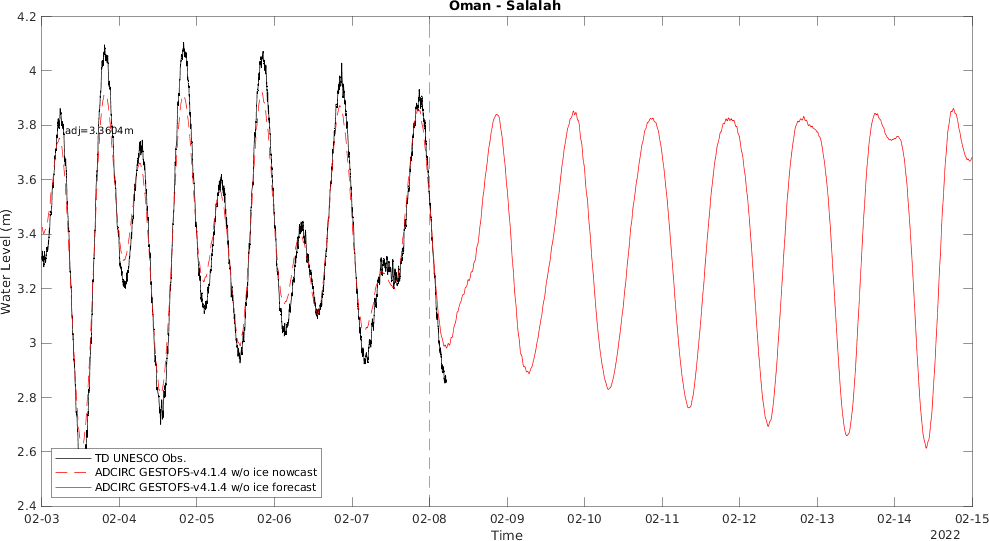 Oman - Salalah
4.2
4
3.8
3.6
3.4
3.2
3
2.8
2.6
2.4
Water Level (m)
adj=3.3604m
TD UNESCO Obs.
ADCIRC GESTOFS-v4.1.4 w/o ice nowcast
ADCIRC GESTOFS-v4.1.4 w/o ice forecast
02-03 02-04 02-05 02-06 02-07 02-08 02-09 02-10 02-11 02-12 02-13 02-14 02-15
Time
2022